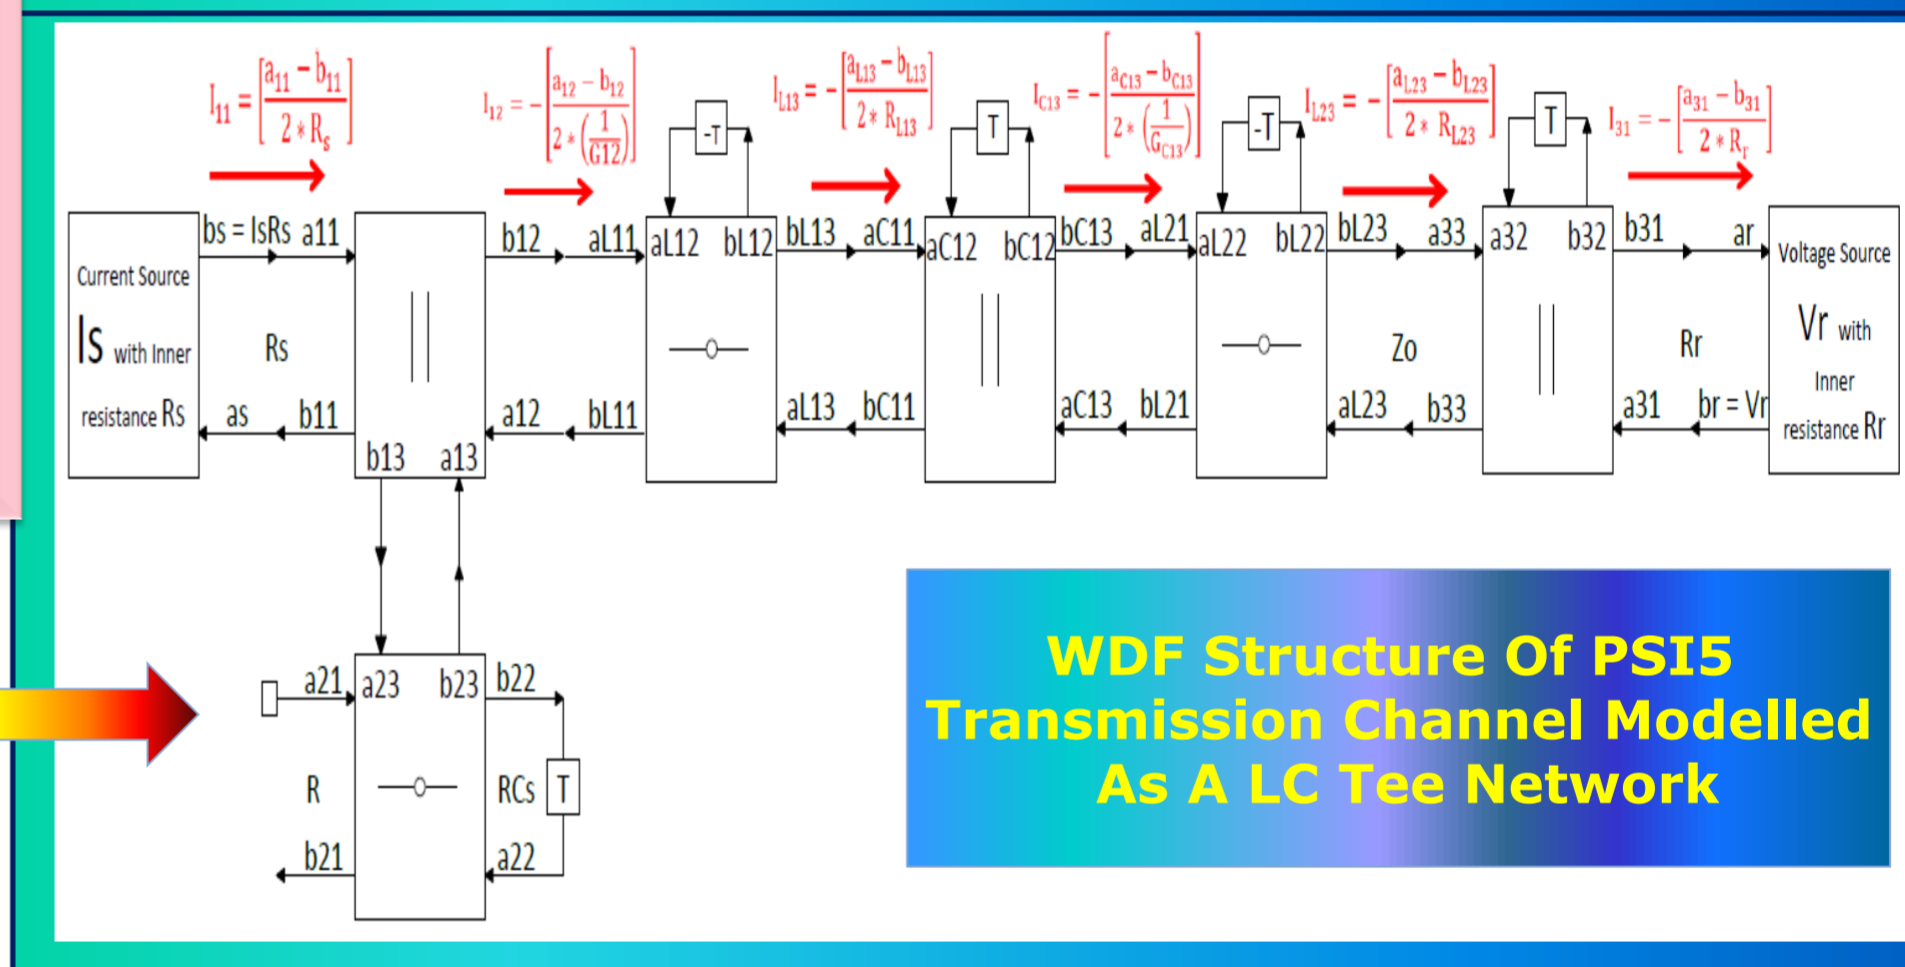 I11 = [a11 − b11 / 2 * Rs]
I12 = −[a12 − b12 / 2 * (1/G12)]
IL13 = −[aL13 − bL13 / 2 * RL13]
IC13 = −[aC13 − bC13 / 2 * (1/GC13)]
IL23 = −[aL23 − bL23 / 2 * RL23]
I31 = −[a31 − b31 / 2 * Rr]
-T
T
-T
T
bs = IsRs a11
b12 aL11
aL12 bL12
bL13 aC11
aC12 bC12
bC13 aL21
aL22 bL22
bL23 a33
a32 b32
b31 ar
Current Source
Is with Inner
resistance Rs
Rs
Zo
Rr
Voltage Source
Vr with
Inner
resistance Rr
as b11
a12 bL11
aL13 bC11
aC13 bL21
aL23 b33
a31 br = Vr
b13 a13
a21 a23 b23 b22
R RCs T
b21 a22
WDF Structure Of PSI5
Transmission Channel Modelled
As A LC Tee Network